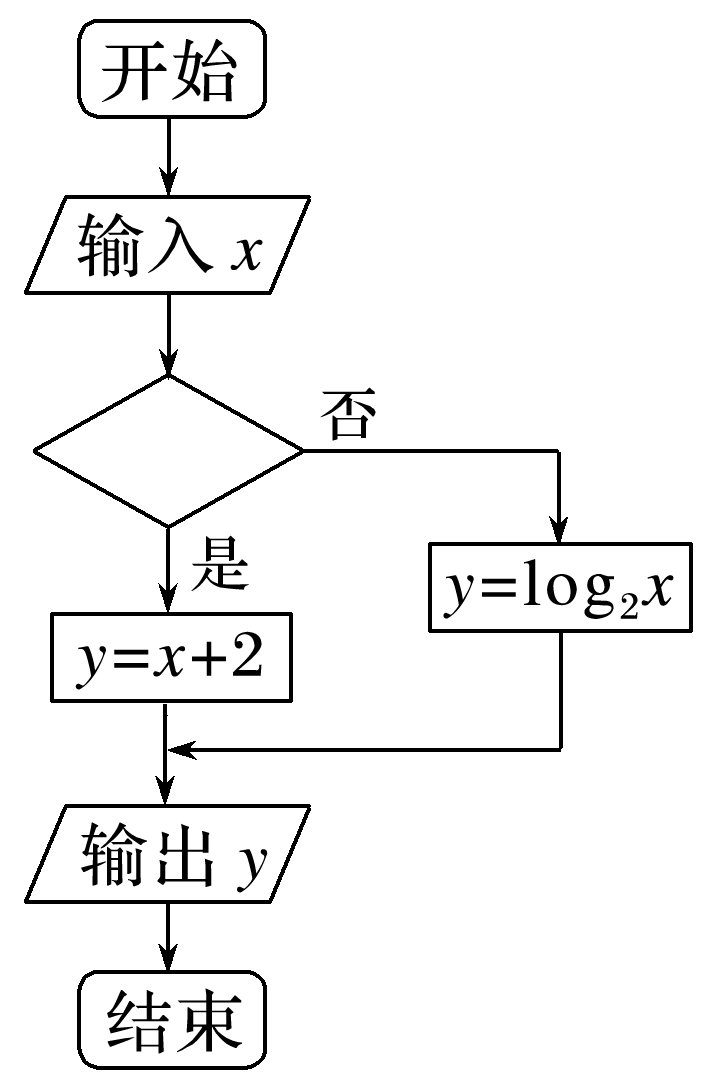 开始
输入 x
否
是
y=log₂x
y=x+2
输出 y
结束